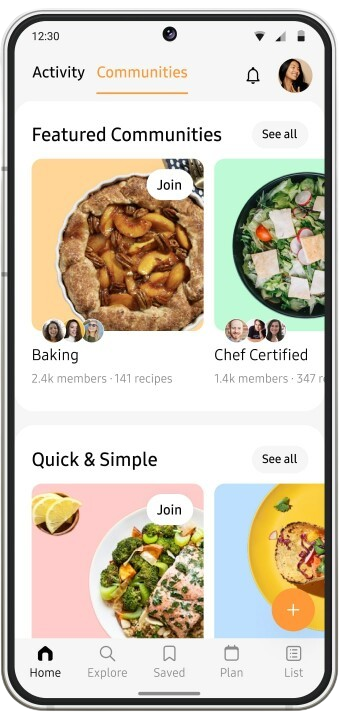 12:30
Activity Communities
Featured Communities See all
Join
Baking Chef Certified
2.4k members · 141 recipes 1.4k members · 347 r
Quick & Simple See all
Join
+
Home Explore Saved Plan List